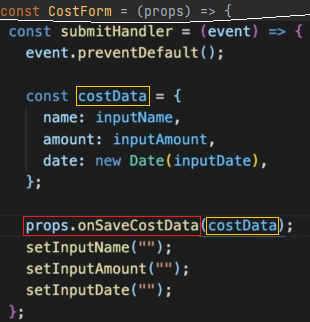 const CostForm = (props) => {
const submitHandler = (event) => {
event.preventDefault();
const costData = {
name: inputName,
amount: inputAmount,
date: new Date(inputDate),
};
props.onSaveCostData(costData);
setInputName("");
setInputAmount("");
setInputDate("");
};